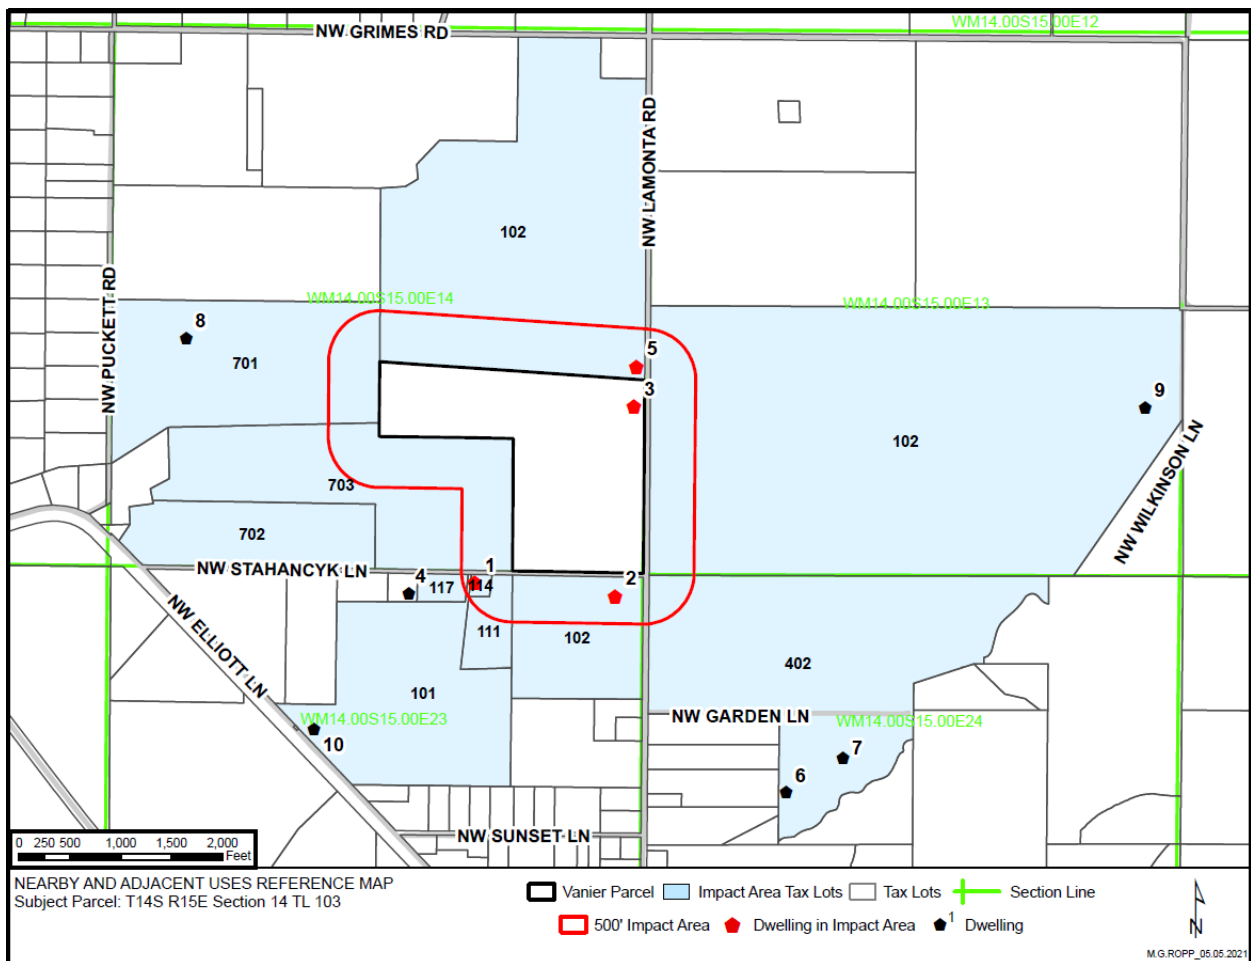 WM14.00S15.00E12
NW GRIMES RD
NW LAMONTA RD
102
NW PUCKETT RD
WM14.00S15.00E14
WM14.00S15.00E13
8
701
5
3
9
102
NW WILKINSON LN
703
702
NW STAHANCYK LN
4
117
1
114
2
111
102
NW ELLIOTT LN
402
101
WM14.00S15.00E23
NW GARDEN LN
WM14.00S15.00E24
10
7
6
NW SUNSET LN
0 250 500 1,000 1,500 2,000
Feet
NEARBY AND ADJACENT USES REFERENCE MAP
Subject Parcel: T14S R15E Section 14 TL 103
Vanier Parcel Impact Area Tax Lots Tax Lots Section Line
500' Impact Area Dwelling in Impact Area 1 Dwelling
N
M.G.ROPP_05.05.2021